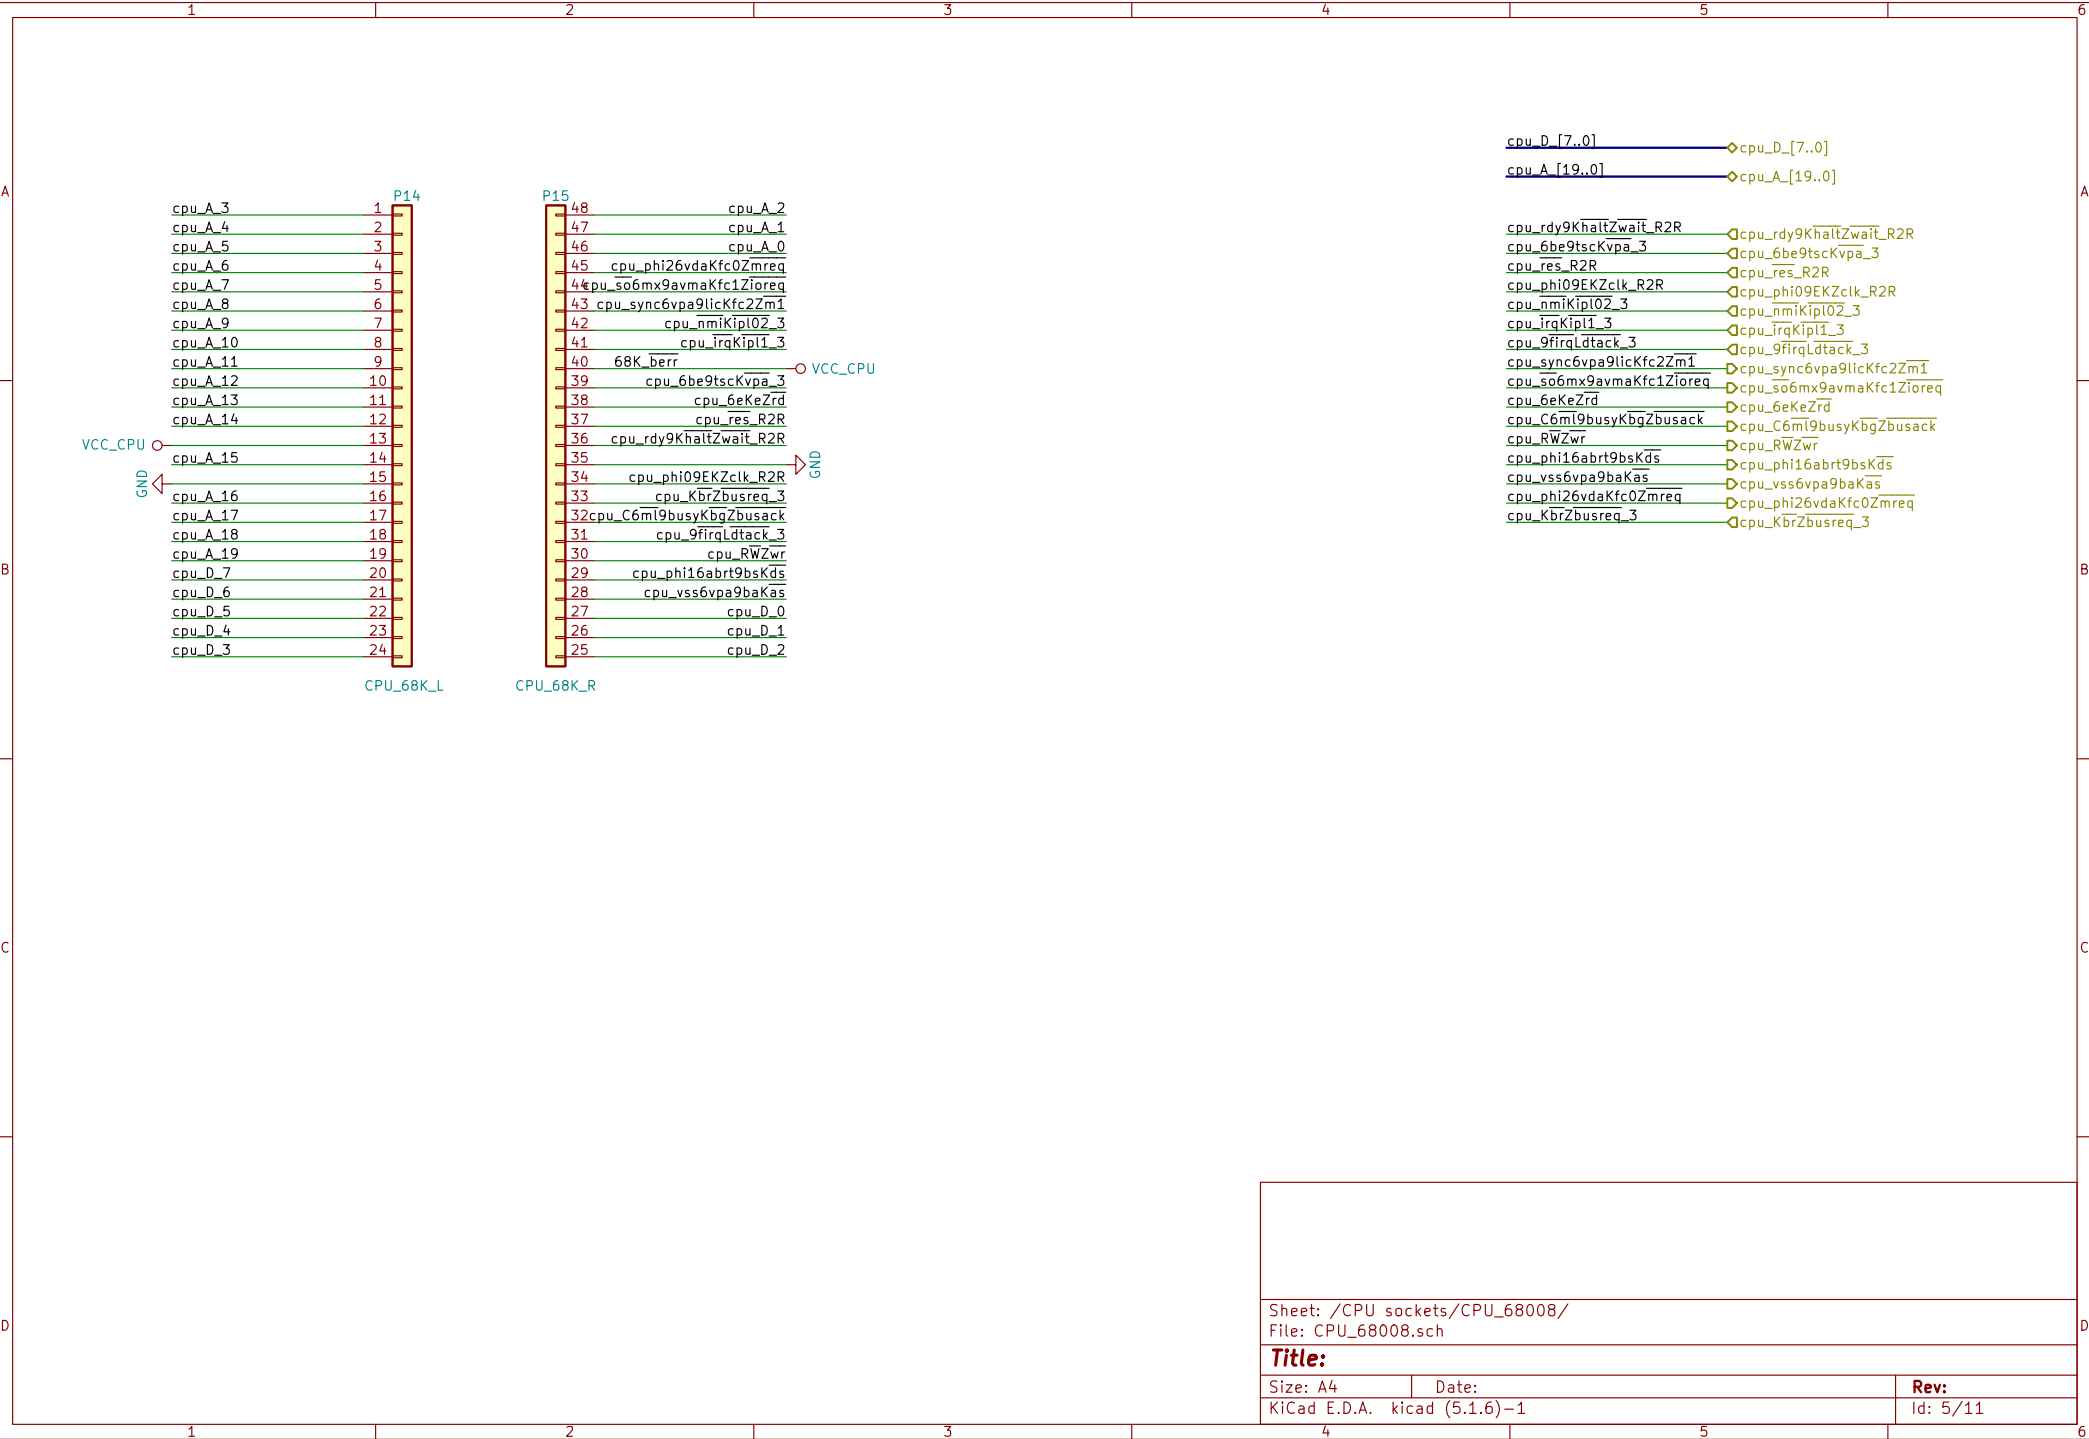 1 2 3 4 5 6
A A
B B
C C
D D
P14
cpu_A_3 1
cpu_A_4 2
cpu_A_5 3
cpu_A_6 4
cpu_A_7 5
cpu_A_8 6
cpu_A_9 7
cpu_A_10 8
cpu_A_11 9
cpu_A_12 10
cpu_A_13 11
cpu_A_14 12
VCC_CPU 13
cpu_A_15 14
GND 15
cpu_A_16 16
cpu_A_17 17
cpu_A_18 18
cpu_A_19 19
cpu_D_7 20
cpu_D_6 21
cpu_D_5 22
cpu_D_4 23
cpu_D_3 24
CPU_68K_L
P15
48 cpu_A_2
47 cpu_A_1
46 cpu_A_0
45 cpu_phi26vdaKfc0Zmreq
44 cpu_so6mx9avmaKfc1Zioreq
43 cpu_sync6vpa9licKfc2Zm1
42 cpu_nmiKipl02_3
41 cpu_irqKipl1_3
40 68K_berr VCC_CPU
39 cpu_6be9tscKvpa_3
38 cpu_6eKeZrd
37 cpu_res_R2R
36 cpu_rdy9KhaltZwait_R2R
35 GND
34 cpu_phi09EKZclk_R2R
33 cpu_KbrZbusreq_3
32 cpu_C6ml9busyKbgZbusack
31 cpu_9firqLdtack_3
30 cpu_RWZwr
29 cpu_phi16abrt9bsKds
28 cpu_vss6vpa9baKas
27 cpu_D_0
26 cpu_D_1
25 cpu_D_2
CPU_68K_R
cpu_D_[7..0] cpu_D_[7..0]
cpu_A_[19..0] cpu_A_[19..0]
cpu_rdy9KhaltZwait_R2R cpu_rdy9KhaltZwait_R2R
cpu_6be9tscKvpa_3 cpu_6be9tscKvpa_3
cpu_res_R2R cpu_res_R2R
cpu_phi09EKZclk_R2R cpu_phi09EKZclk_R2R
cpu_nmiKipl02_3 cpu_nmiKipl02_3
cpu_irqKipl1_3 cpu_irqKipl1_3
cpu_9firqLdtack_3 cpu_9firqLdtack_3
cpu_sync6vpa9licKfc2Zm1 cpu_sync6vpa9licKfc2Zm1
cpu_so6mx9avmaKfc1Zioreq cpu_so6mx9avmaKfc1Zioreq
cpu_6eKeZrd cpu_6eKeZrd
cpu_C6ml9busyKbgZbusack cpu_C6ml9busyKbgZbusack
cpu_RWZwr cpu_RWZwr
cpu_phi16abrt9bsKds cpu_phi16abrt9bsKds
cpu_vss6vpa9baKas cpu_vss6vpa9baKas
cpu_phi26vdaKfc0Zmreq cpu_phi26vdaKfc0Zmreq
cpu_KbrZbusreq_3 cpu_KbrZbusreq_3
Sheet: /CPU sockets/CPU_68008/
File: CPU_68008.sch
Title:
Size: A4 Date: Rev:
KiCad E.D.A. kicad (5.1.6)-1 Id: 5/11
1 2 3 4 5 6